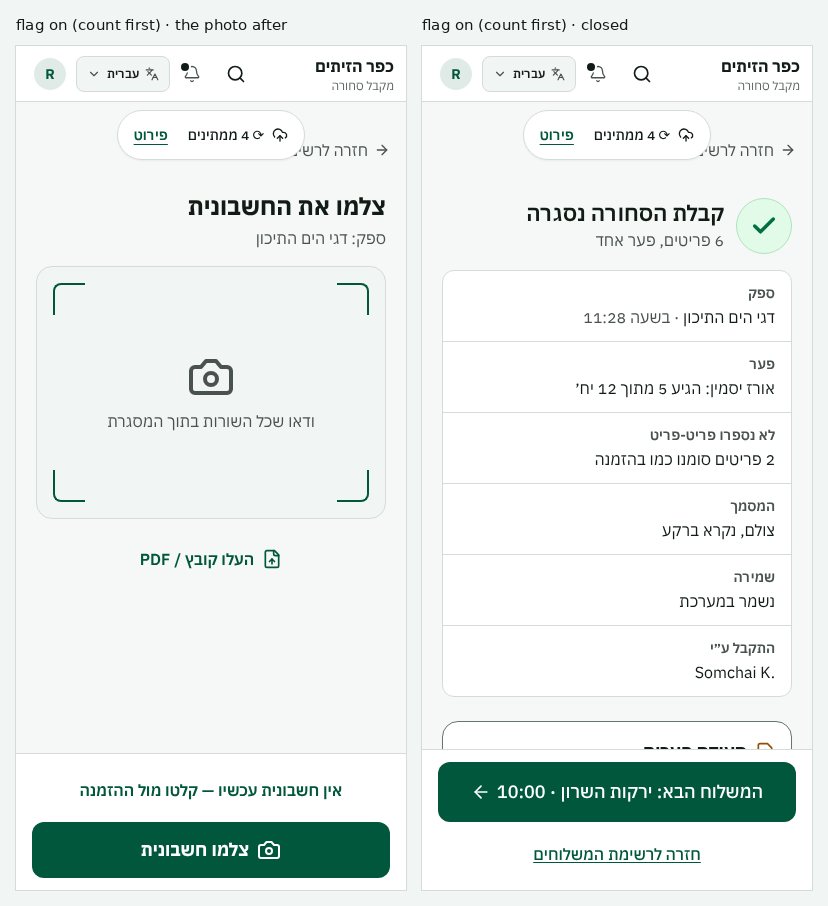 flag on (count first) · the photo after
כפר הזיתים
מקבל סחורה
עברית
R
4 ממתינים
פירוט
חזרה לרשי
צלמו את החשבונית
ספק: דגי הים התיכון
ודאו שכל השורות בתוך המסגרת
העלו קובץ / PDF
אין חשבונית עכשיו — קלטו מול ההזמנה
צלמו חשבונית
flag on (count first) · closed
כפר הזיתים
מקבל סחורה
עברית
R
4 ממתינים
פירוט
חזרה לרשי
קבלת הסחורה נסגרה
6 פריטים, פער אחד
ספק
דגי הים התיכון · בשעה 11:28
פער
אורז יסמין: הגיע 5 מתוך 12 יח׳
לא נספרו פריט-פריט
2 פריטים סומנו כמו בהזמנה
המסמך
צולם, נקרא ברקע
שמירה
נשמר במערכת
התקבל ע״י
Somchai K.
המשלוח הבא: ירקות השרון · 10:00
חזרה לרשימת המשלוחים